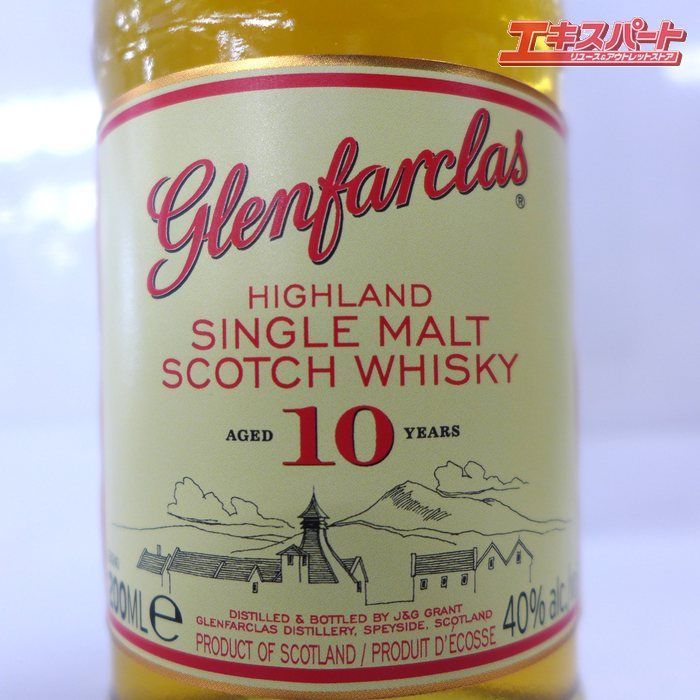 エキスパート
リユース&アウトレットストア
Glenfarclas®
HIGHLAND
SINGLE MALT
SCOTCH WHISKY
AGED 10 YEARS
200ML e
40% alc.
DISTILLED & BOTTLED BY J&G GRANT
GLENFARCLAS DISTILLERY, SPEYSIDE, SCOTLAND
PRODUCT OF SCOTLAND / PRODUIT D'ÉCOSSE